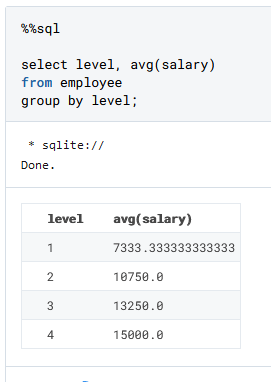 %%sql
select level, avg(salary)
from employee
group by level;
* sqlite://
Done.
level avg(salary)
1 7333.333333333333
2 10750.0
3 13250.0
4 15000.0